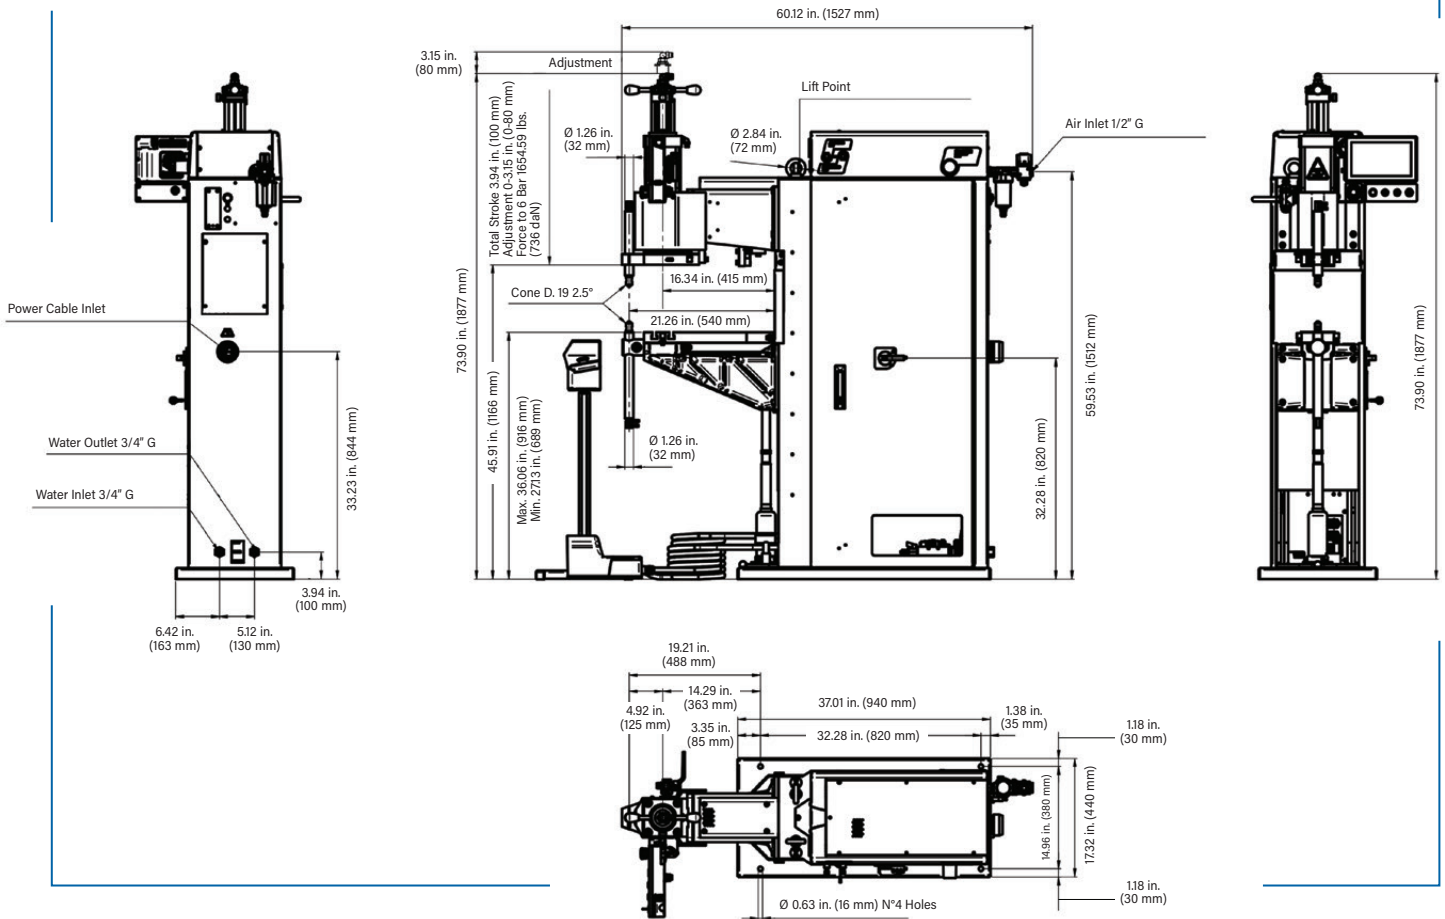 60.12 in. (1527 mm)
3.15 in.
(80 mm)
Adjustment
Lift Point
Air Inlet 1/2" G
Total Stroke 3.94 in. (100 mm)
Adjustment 0-3.15 in. (0-80 mm)
Force to 6 Bar 1654.59 lbs.
(736 daN)
Ø 1.26 in.
(32 mm)
Ø 2.84 in.
(72 mm)
16.34 in. (415 mm)
Cone D. 19 2.5°
21.26 in. (540 mm)
73.90 in. (1877 mm)
45.91 in. (1166 mm)
Max. 36.06 in. (916 mm)
Min. 27.13 in. (689 mm)
Ø 1.26 in.
(32 mm)
32.28 in. (820 mm)
59.53 in. (1512 mm)
73.90 in. (1877 mm)
Power Cable Inlet
Water Outlet 3/4" G
Water Inlet 3/4" G
33.23 in. (844 mm)
3.94 in.
(100 mm)
6.42 in.
(163 mm)
5.12 in.
(130 mm)
19.21 in.
(488 mm)
14.29 in.
(363 mm)
4.92 in.
(125 mm)
3.35 in.
(85 mm)
37.01 in. (940 mm)
32.28 in. (820 mm)
1.38 in.
(35 mm)
1.18 in.
(30 mm)
14.96 in. (380 mm)
17.32 in. (440 mm)
1.18 in.
(30 mm)
Ø 0.63 in. (16 mm) N°4 Holes